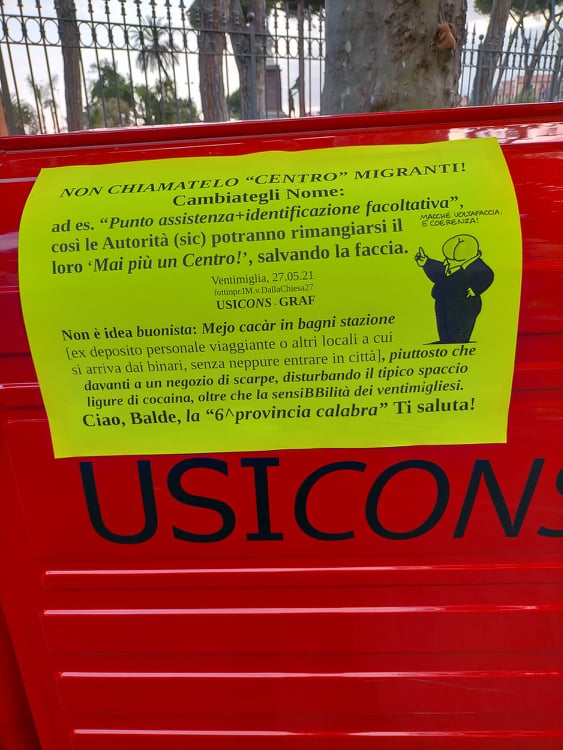 NON CHIAMATELO “CENTRO” MIGRANTI!
Cambiategli Nome:
ad es. “Punto assistenza+identificazione facoltativa”,
così le Autorità (sic) potranno rimangiarsi il
loro ‘Mai più un Centro!’, salvando la faccia.
MACCHÈ VOLTAFACCIA.
È COERENZA!
Ventimiglia, 27.05.21
fottinpr.IM.v.DallaChiesa27
USICONS - GRAF
Non è idea buonista: Mejo cacàr in bagni stazione
[ex deposito personale viaggiante o altri locali a cui
si arriva dai binari, senza neppure entrare in città], piuttosto che
davanti a un negozio di scarpe, disturbando il tipico spaccio
ligure di cocaina, oltre che la sensiBBilità dei ventimigliesi.
Ciao, Balde, la “6^provincia calabra” Ti saluta!
USICONS